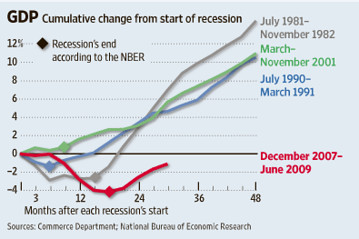 GDP Cumulative change from start of recession
12%
10
8
6
4
2
0
−2
−4
Recession's end
according to the NBER
July 1981–
November 1982
March–
November 2001
July 1990–
March 1991
December 2007–
June 2009
3 12 24 36 48
Months after each recession's start
Sources: Commerce Department; National Bureau of Economic Research